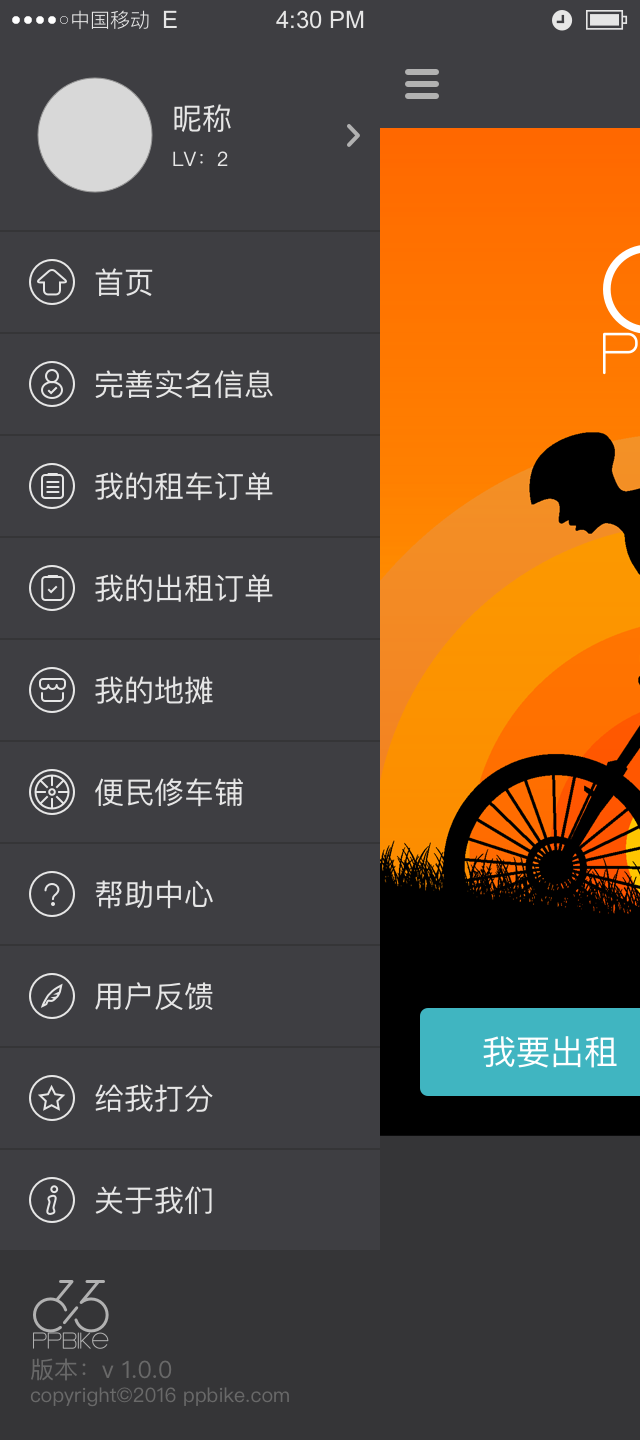 中国移动 E 4:30 PM
昵称
LV：2
首页
完善实名信息
我的租车订单
我的出租订单
我的地摊
便民修车铺
帮助中心
用户反馈
给我打分
关于我们
我要出租
PPBIKe
版本：v 1.0.0
copyright©2016 ppbike.com